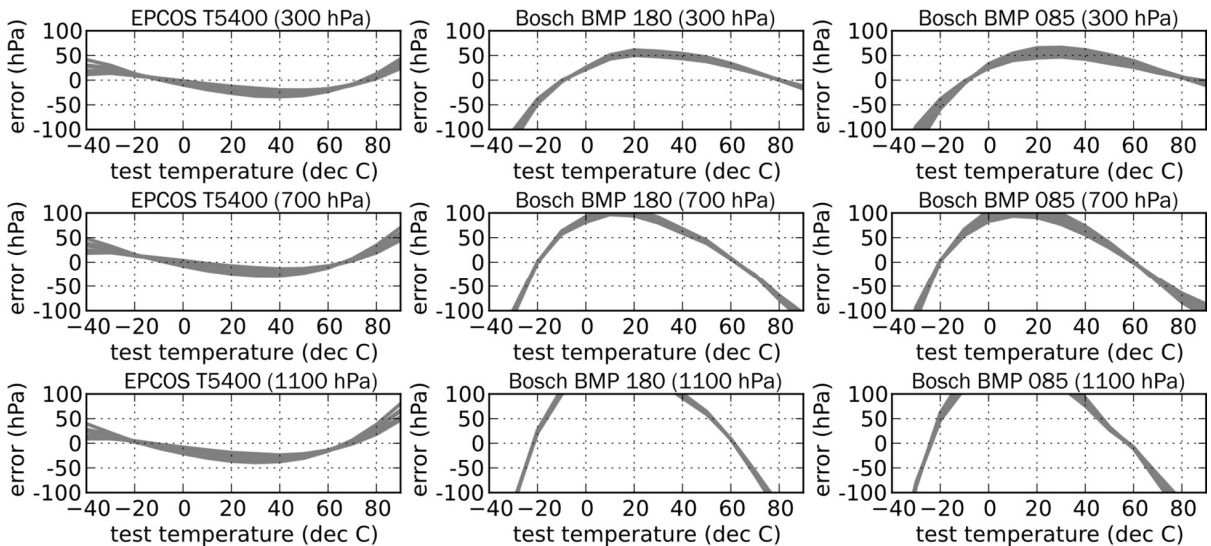 EPCOS T5400 (300 hPa)
error (hPa)
100
50
0
-50
-100
−40 −20 0 20 40 60 80
test temperature (dec C)
Bosch BMP 180 (300 hPa)
error (hPa)
100
50
0
-50
-100
−40 −20 0 20 40 60 80
test temperature (dec C)
Bosch BMP 085 (300 hPa)
error (hPa)
100
50
0
-50
-100
−40 −20 0 20 40 60 80
test temperature (dec C)
EPCOS T5400 (700 hPa)
error (hPa)
100
50
0
-50
-100
−40 −20 0 20 40 60 80
test temperature (dec C)
Bosch BMP 180 (700 hPa)
error (hPa)
100
50
0
-50
-100
−40 −20 0 20 40 60 80
test temperature (dec C)
Bosch BMP 085 (700 hPa)
error (hPa)
100
50
0
-50
-100
−40 −20 0 20 40 60 80
test temperature (dec C)
EPCOS T5400 (1100 hPa)
error (hPa)
100
50
0
-50
-100
−40 −20 0 20 40 60 80
test temperature (dec C)
Bosch BMP 180 (1100 hPa)
error (hPa)
100
50
0
-50
-100
−40 −20 0 20 40 60 80
test temperature (dec C)
Bosch BMP 085 (1100 hPa)
error (hPa)
100
50
0
-50
-100
−40 −20 0 20 40 60 80
test temperature (dec C)